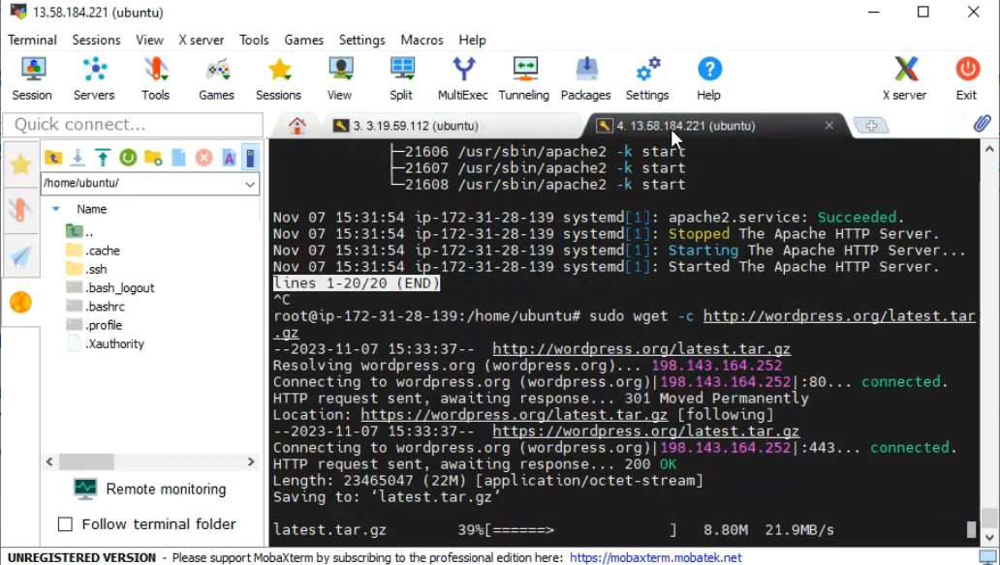 13.58.184.221 (ubuntu)
Terminal Sessions View X server Tools Games Settings Macros Help
Session Servers Tools Games Sessions View Split MultiExec Tunneling Packages Settings Help X server Exit
Quick connect...
3. 3.19.59.112 (ubuntu)
4. 13.58.184.221 (ubuntu)
/home/ubuntu/
Name
..
.cache
.ssh
.bash_logout
.bashrc
.profile
.Xauthority
Remote monitoring
Follow terminal folder
├─21606 /usr/sbin/apache2 -k start
├─21607 /usr/sbin/apache2 -k start
└─21608 /usr/sbin/apache2 -k start
Nov 07 15:31:54 ip-172-31-28-139 systemd[1]: apache2.service: Succeeded.
Nov 07 15:31:54 ip-172-31-28-139 systemd[1]: Stopped The Apache HTTP Server.
Nov 07 15:31:54 ip-172-31-28-139 systemd[1]: Starting The Apache HTTP Server...
Nov 07 15:31:54 ip-172-31-28-139 systemd[1]: Started The Apache HTTP Server.
lines 1-20/20 (END)
^C
root@ip-172-31-28-139:/home/ubuntu# sudo wget -c http://wordpress.org/latest.tar
.gz
--2023-11-07 15:33:37-- http://wordpress.org/latest.tar.gz
Resolving wordpress.org (wordpress.org)... 198.143.164.252
Connecting to wordpress.org (wordpress.org)|198.143.164.252|:80... connected.
HTTP request sent, awaiting response... 301 Moved Permanently
Location: https://wordpress.org/latest.tar.gz [following]
--2023-11-07 15:33:37-- https://wordpress.org/latest.tar.gz
Connecting to wordpress.org (wordpress.org)|198.143.164.252|:443... connected.
HTTP request sent, awaiting response... 200 OK
Length: 23465047 (22M) [application/octet-stream]
Saving to: ‘latest.tar.gz’
latest.tar.gz 39%[======> ] 8.80M 21.9MB/s
UNREGISTERED VERSION - Please support MobaXterm by subscribing to the professional edition here: https://mobaxterm.mobatek.net